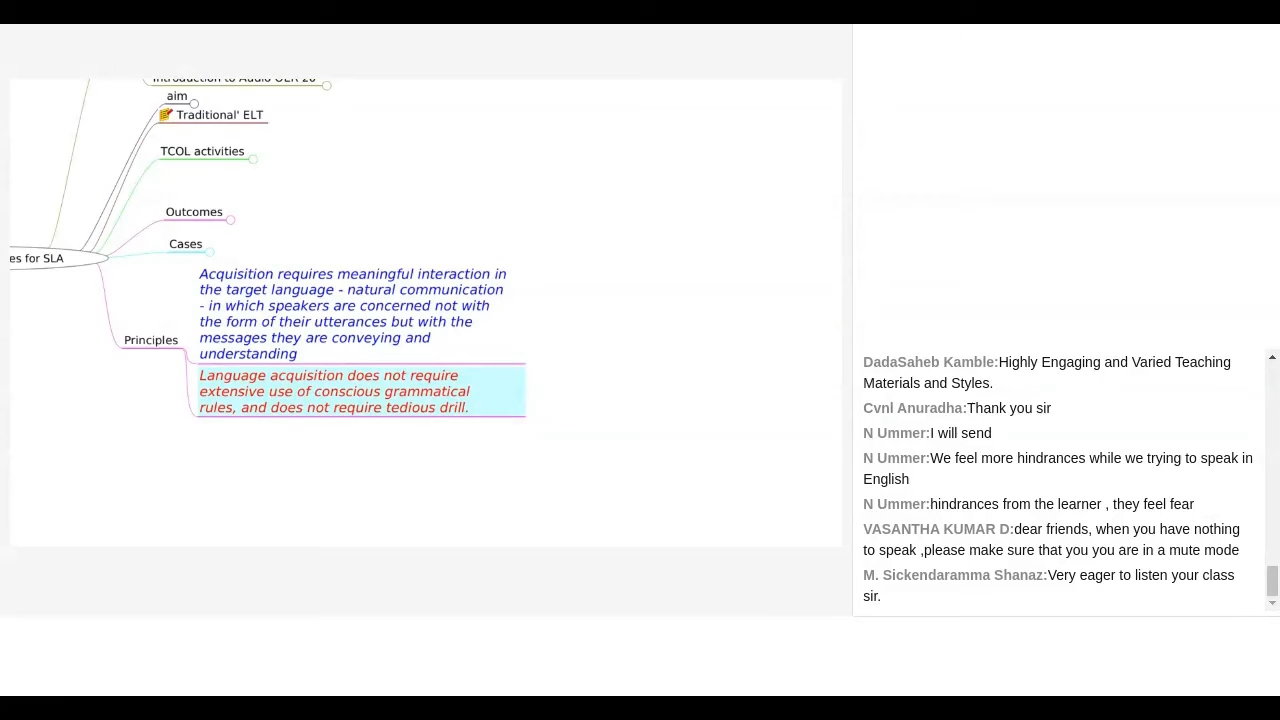 Introduction to Audio OER 20
aim
Traditional' ELT
TCOL activities
Outcomes
Cases
es for SLA
Acquisition requires meaningful interaction in
the target language - natural communication
- in which speakers are concerned not with
the form of their utterances but with the
messages they are conveying and
understanding
Principles
Language acquisition does not require
extensive use of conscious grammatical
rules, and does not require tedious drill.
DadaSaheb Kamble:Highly Engaging and Varied Teaching
Materials and Styles.
Cvnl Anuradha:Thank you sir
N Ummer:I will send
N Ummer:We feel more hindrances while we trying to speak in
English
N Ummer:hindrances from the learner , they feel fear
VASANTHA KUMAR D:dear friends, when you have nothing
to speak ,please make sure that you you are in a mute mode
M. Sickendaramma Shanaz:Very eager to listen your class
sir.